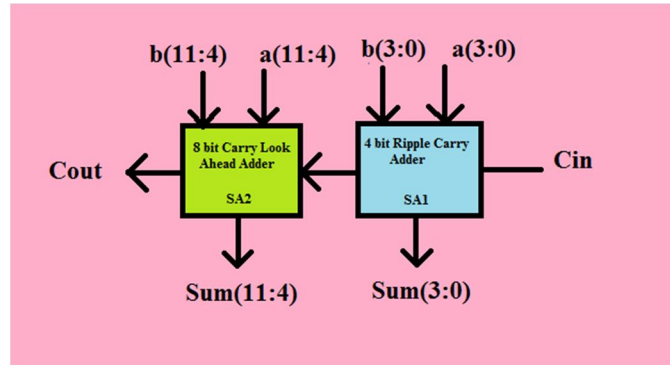 b(11:4) a(11:4) b(3:0) a(3:0)
Cout
8 bit Carry Look
Ahead Adder
SA2
4 bit Ripple Carry
Adder
SA1
Cin
Sum(11:4) Sum(3:0)